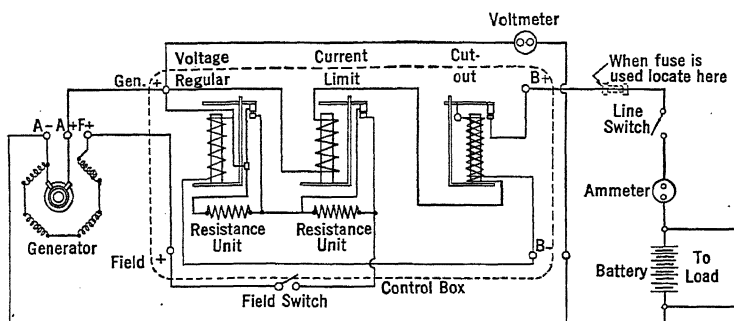 Voltmeter
Voltage
Regular
Current
Limit
Cut-
out
When fuse is
used locate here
Gen. +
B+
A- A+ F+
Line
Switch
Ammeter
Generator
Resistance
Unit
Resistance
Unit
Field +
B-
Battery
To
Load
Field Switch
Control Box